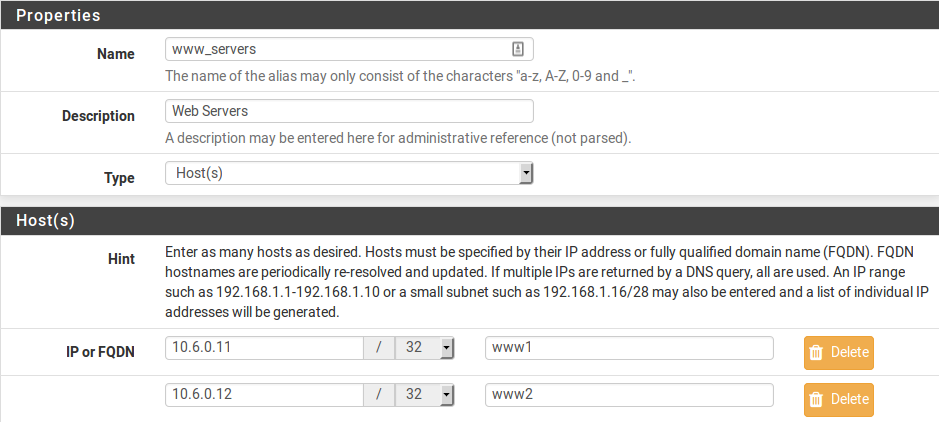 Properties
Name www_servers
The name of the alias may only consist of the characters "a-z, A-Z, 0-9 and _".
Description Web Servers
A description may be entered here for administrative reference (not parsed).
Type Host(s)
Host(s)
Hint Enter as many hosts as desired. Hosts must be specified by their IP address or fully qualified domain name (FQDN). FQDN
hostnames are periodically re-resolved and updated. If multiple IPs are returned by a DNS query, all are used. An IP range
such as 192.168.1.1-192.168.1.10 or a small subnet such as 192.168.1.16/28 may also be entered and a list of individual IP
addresses will be generated.
IP or FQDN 10.6.0.11 / 32 www1 Delete
10.6.0.12 / 32 www2 Delete